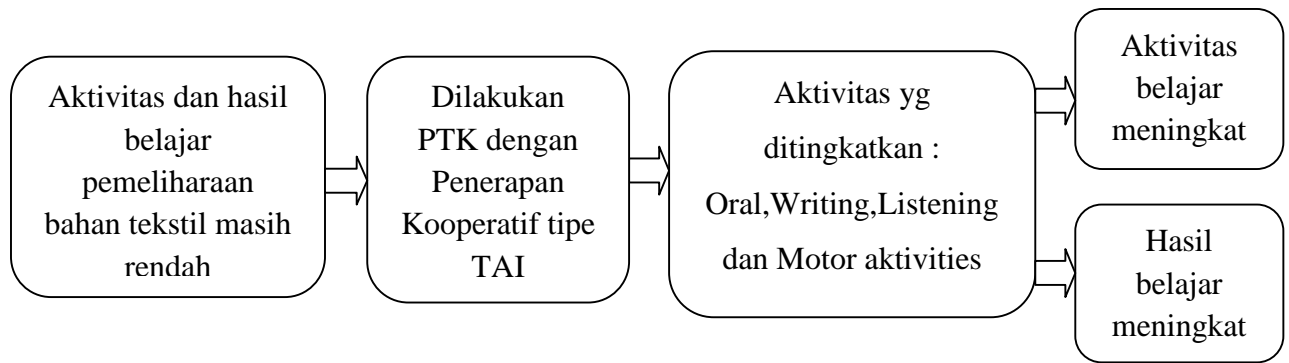 Aktivitas dan hasil
belajar
pemeliharaan
bahan tekstil masih
rendah
Dilakukan
PTK dengan
Penerapan
Kooperatif tipe
TAI
Aktivitas yg
ditingkatkan :
Oral,Writing,Listening
dan Motor aktivities
Aktivitas
belajar
meningkat
Hasil
belajar
meningkat